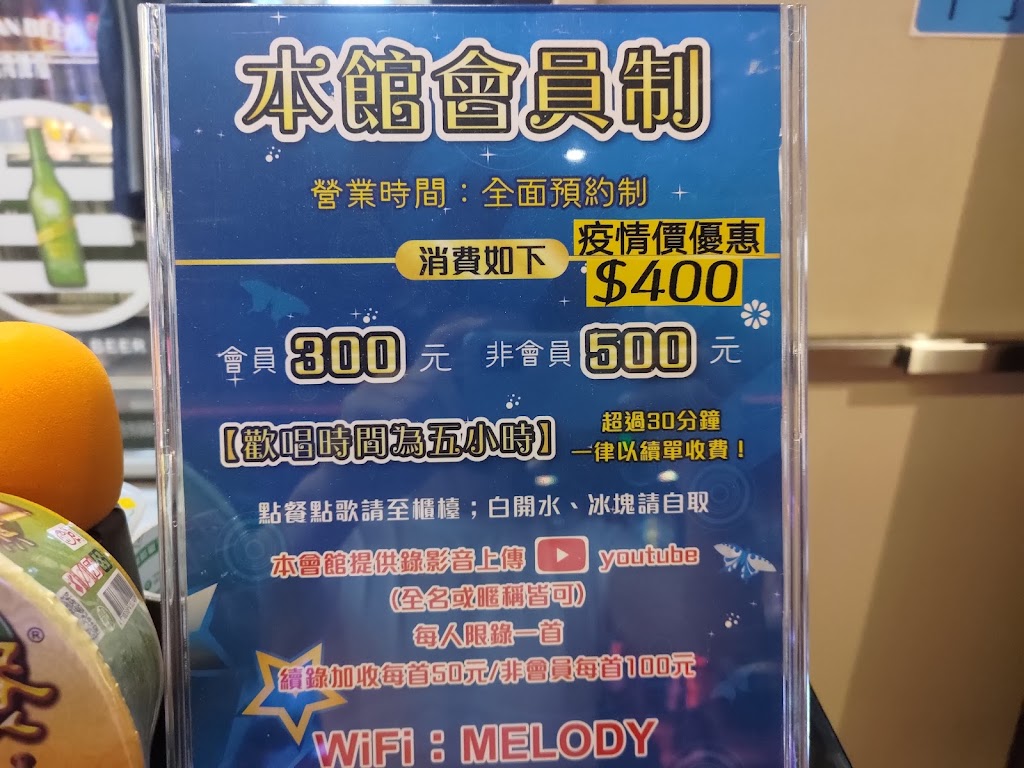 本館會員制
營業時間：全面預約制
消費如下
疫情價優惠
$400
會員 300 元 非會員 500 元
【歡唱時間為五小時】
超過30分鐘
一律以續單收費！
點餐點歌請至櫃檯；白開水、冰塊請自取
本會館提供錄影音上傳 youtube
(全名或暱稱皆可)
每人限錄一首
續錄加收每首50元/非會員每首100元
WiFi：MELODY
BEER